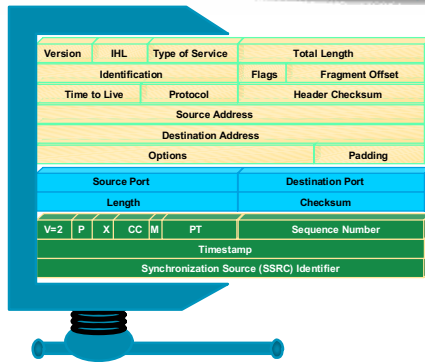 Version IHL Type of Service Total Length
Identification Flags Fragment Offset
Time to Live Protocol Header Checksum
Source Address
Destination Address
Options Padding
Source Port Destination Port
Length Checksum
V=2 P X CC M PT Sequence Number
Timestamp
Synchronization Source (SSRC) Identifier